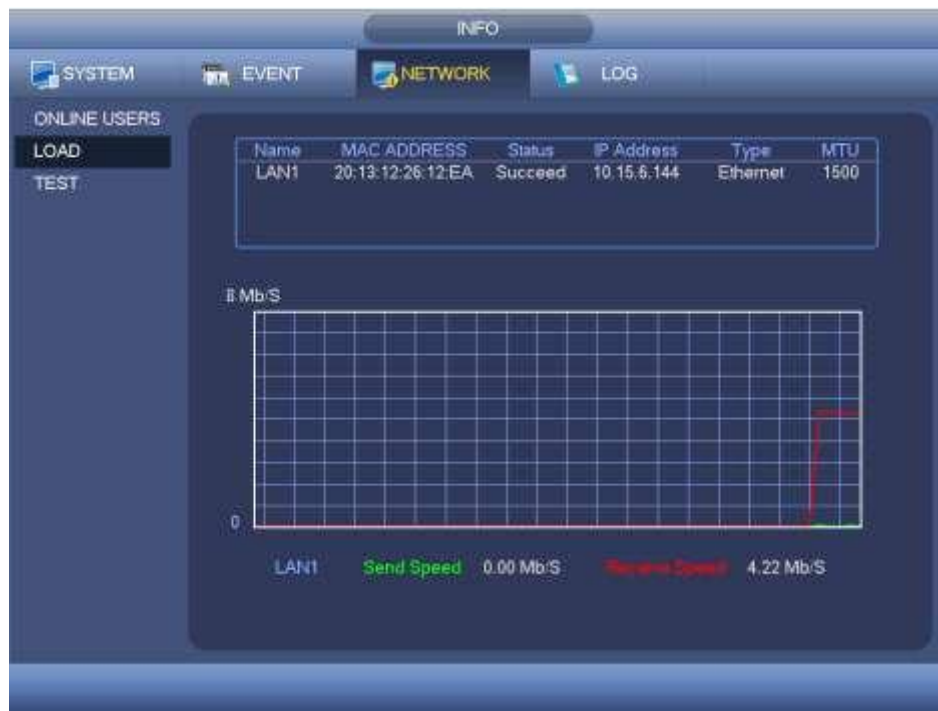 INFO
SYSTEM EVENT NETWORK LOG
ONLINE USERS
LOAD
TEST
Name MAC ADDRESS Status IP Address Type MTU
LAN1 20:13:12:26:12:EA Succeed 10.15.6.144 Ethernet 1500
8 Mb/S
0
LAN1 Send Speed 0.00 Mb/S Receive Speed 4.22 Mb/S